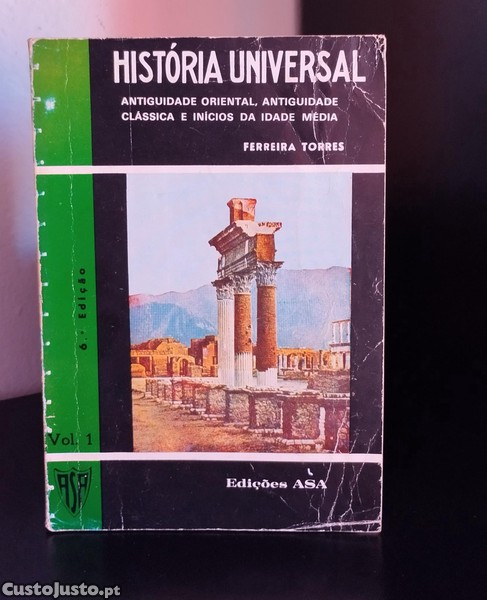 HISTÓRIA UNIVERSAL
ANTIGUIDADE ORIENTAL, ANTIGUIDADE
CLÁSSICA E INÍCIOS DA IDADE MÉDIA
FERREIRA TORRES
6.ª Edição
Vol. 1
ASA
Edições ASA
CustoJusto.pt